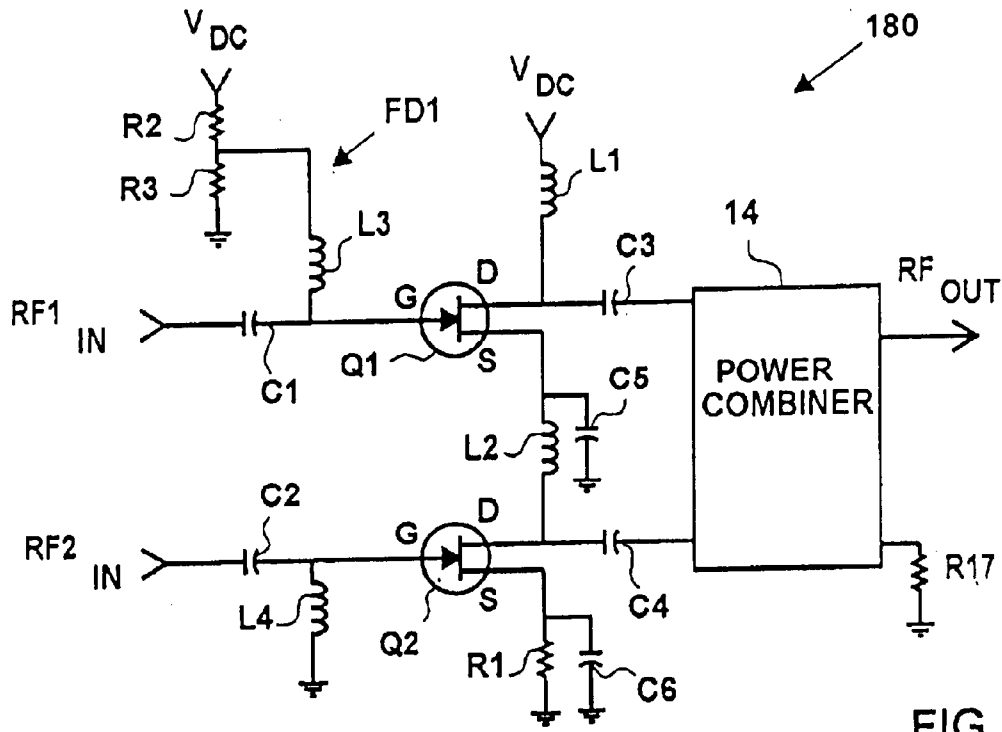 180
V DC
V DC
R2
FD1
R3
L1
14
L3
C3
RF OUT
D
G
RF1 IN
Q1
S
C1
C5
POWER
COMBINER
L2
C2
D
G
RF2 IN
R17
L4
S
C4
Q2
R1
C6
FIG